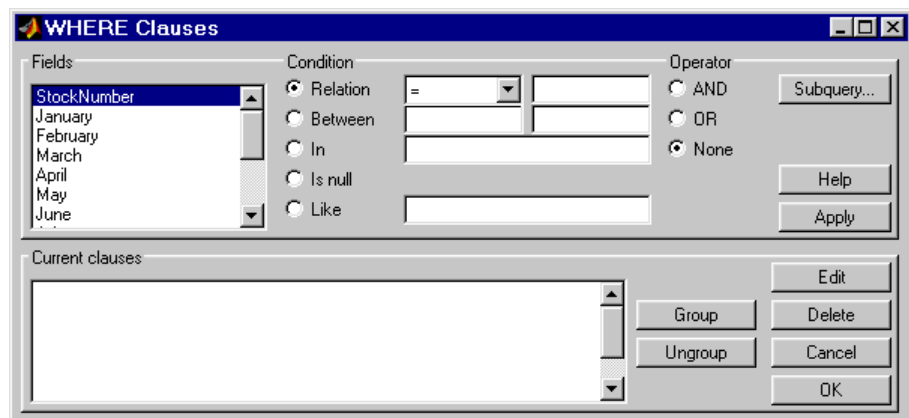 WHERE Clauses
Fields
StockNumber
January
February
March
April
May
June
Condition
Relation =
Between
In
Is null
Like
Operator
AND
OR
None
Subquery...
Help
Apply
Current clauses
Group
Ungroup
Edit
Delete
Cancel
OK